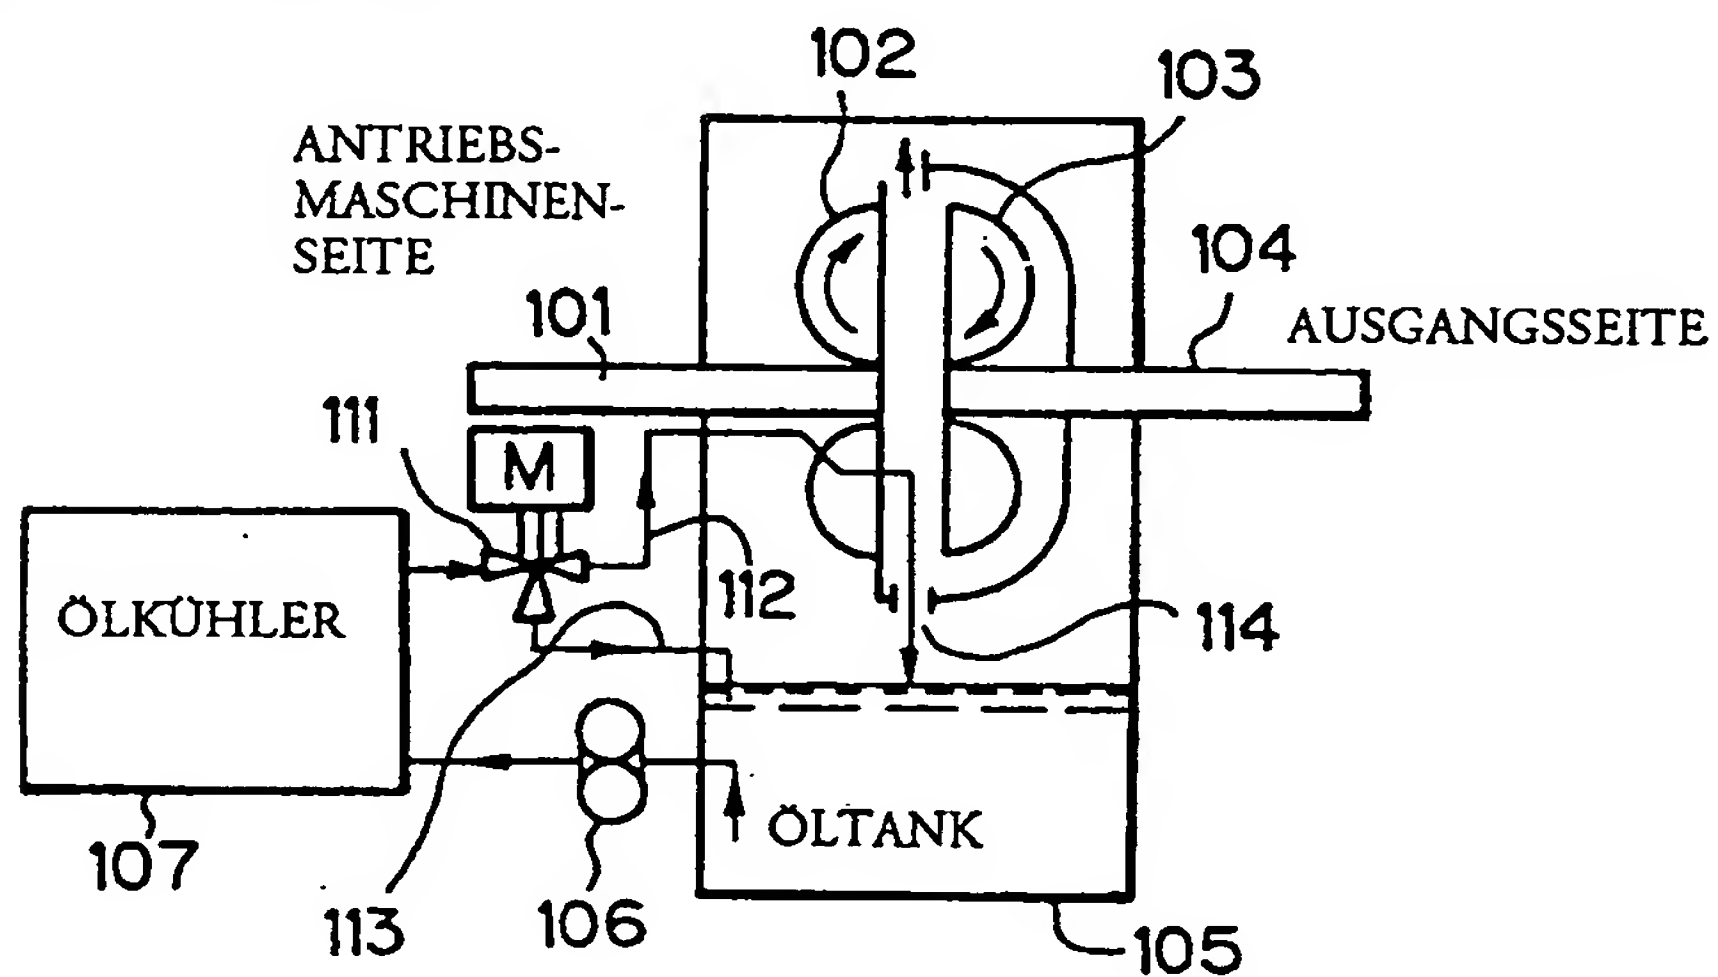 102
103
ANTRIEBS-
MASCHINEN-
SEITE
104
101
AUSGANGSSEITE
111
M
ÖLKÜHLER
112
114
ÖLTANK
107
113
106
105